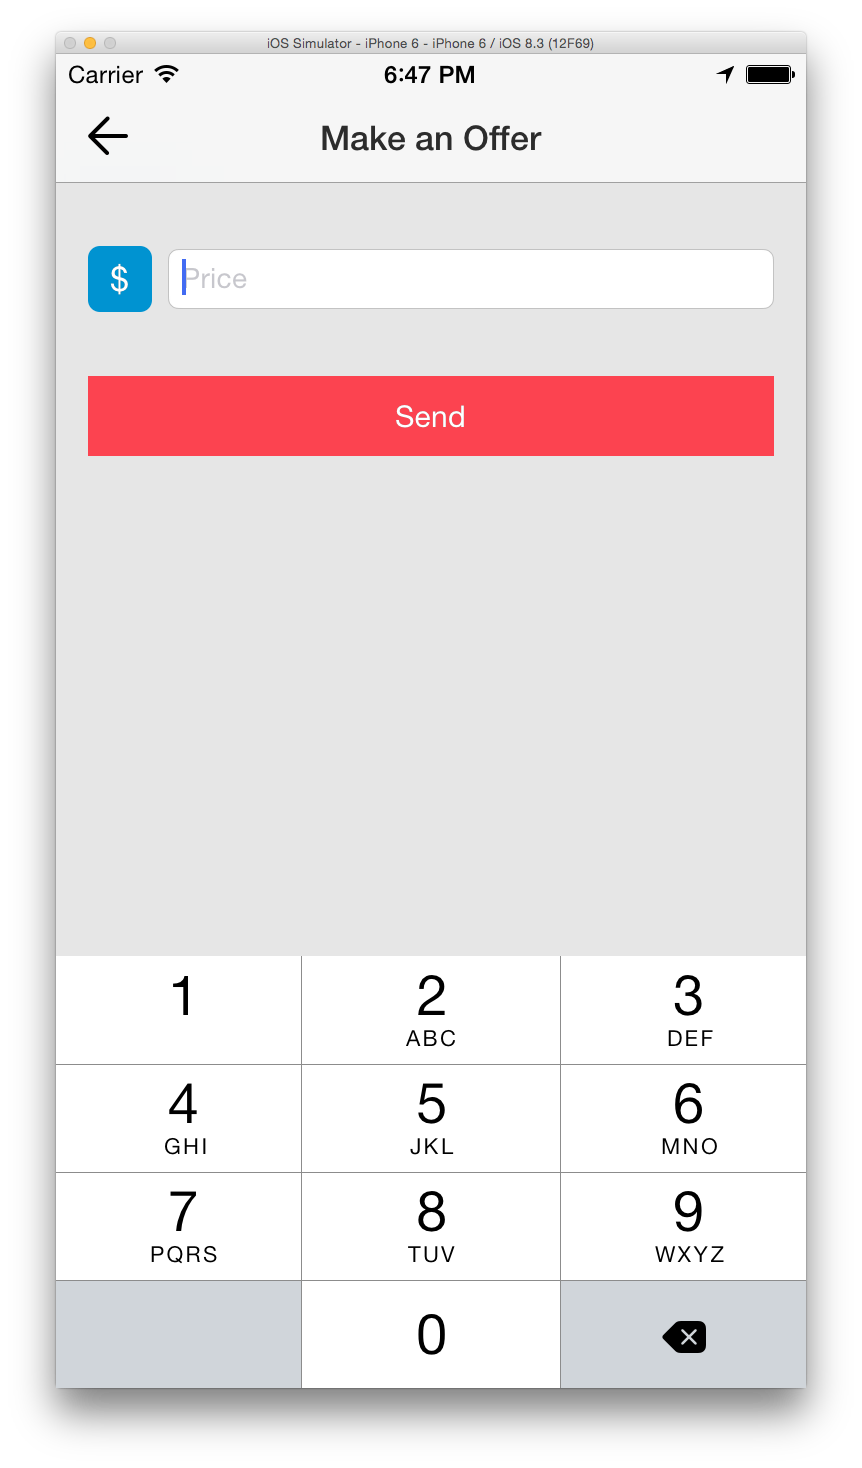 iOS Simulator - iPhone 6 - iPhone 6 / iOS 8.3 (12F69)
Carrier 6:47 PM
Make an Offer
$ Price
Send
1 2 3
ABC DEF
4 5 6
GHI JKL MNO
7 8 9
PQRS TUV WXYZ
0